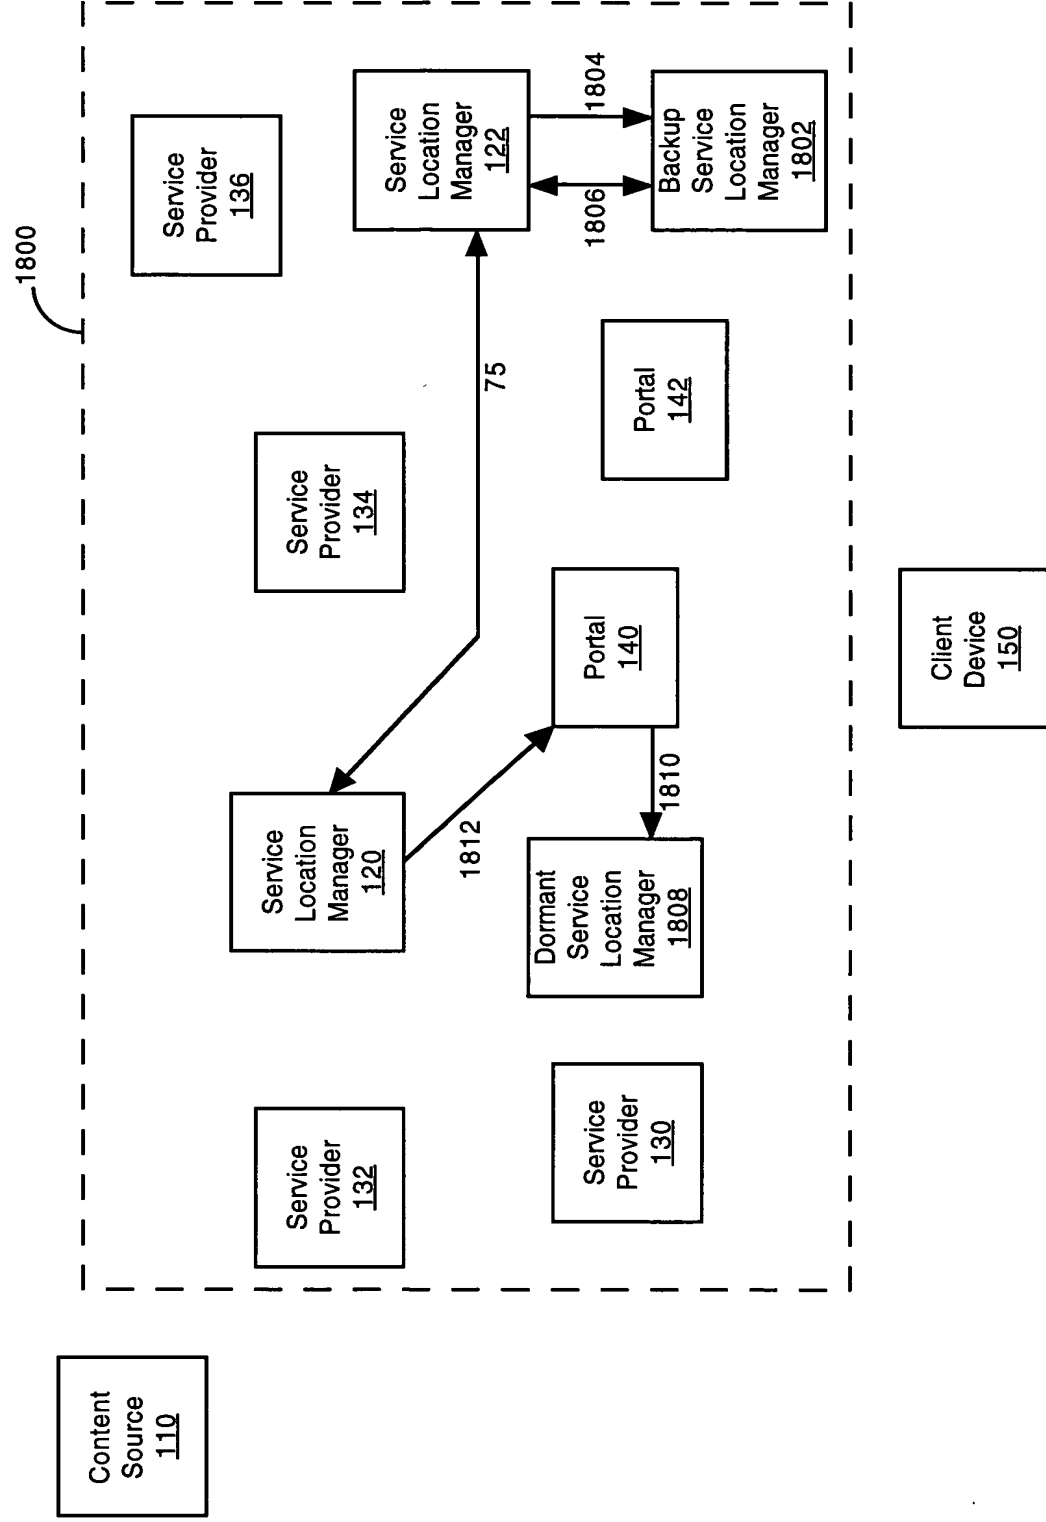 1800
Content
Source
110
Service
Provider
132
Service
Provider
134
Service
Provider
136
Service
Location
Manager
120
Service
Location
Manager
122
75
1812
1804
1806
Service
Provider
130
Dormant
Service
Location
Manager
1808
1810
Portal
140
Portal
142
Backup
Service
Location
Manager
1802
Client
Device
150